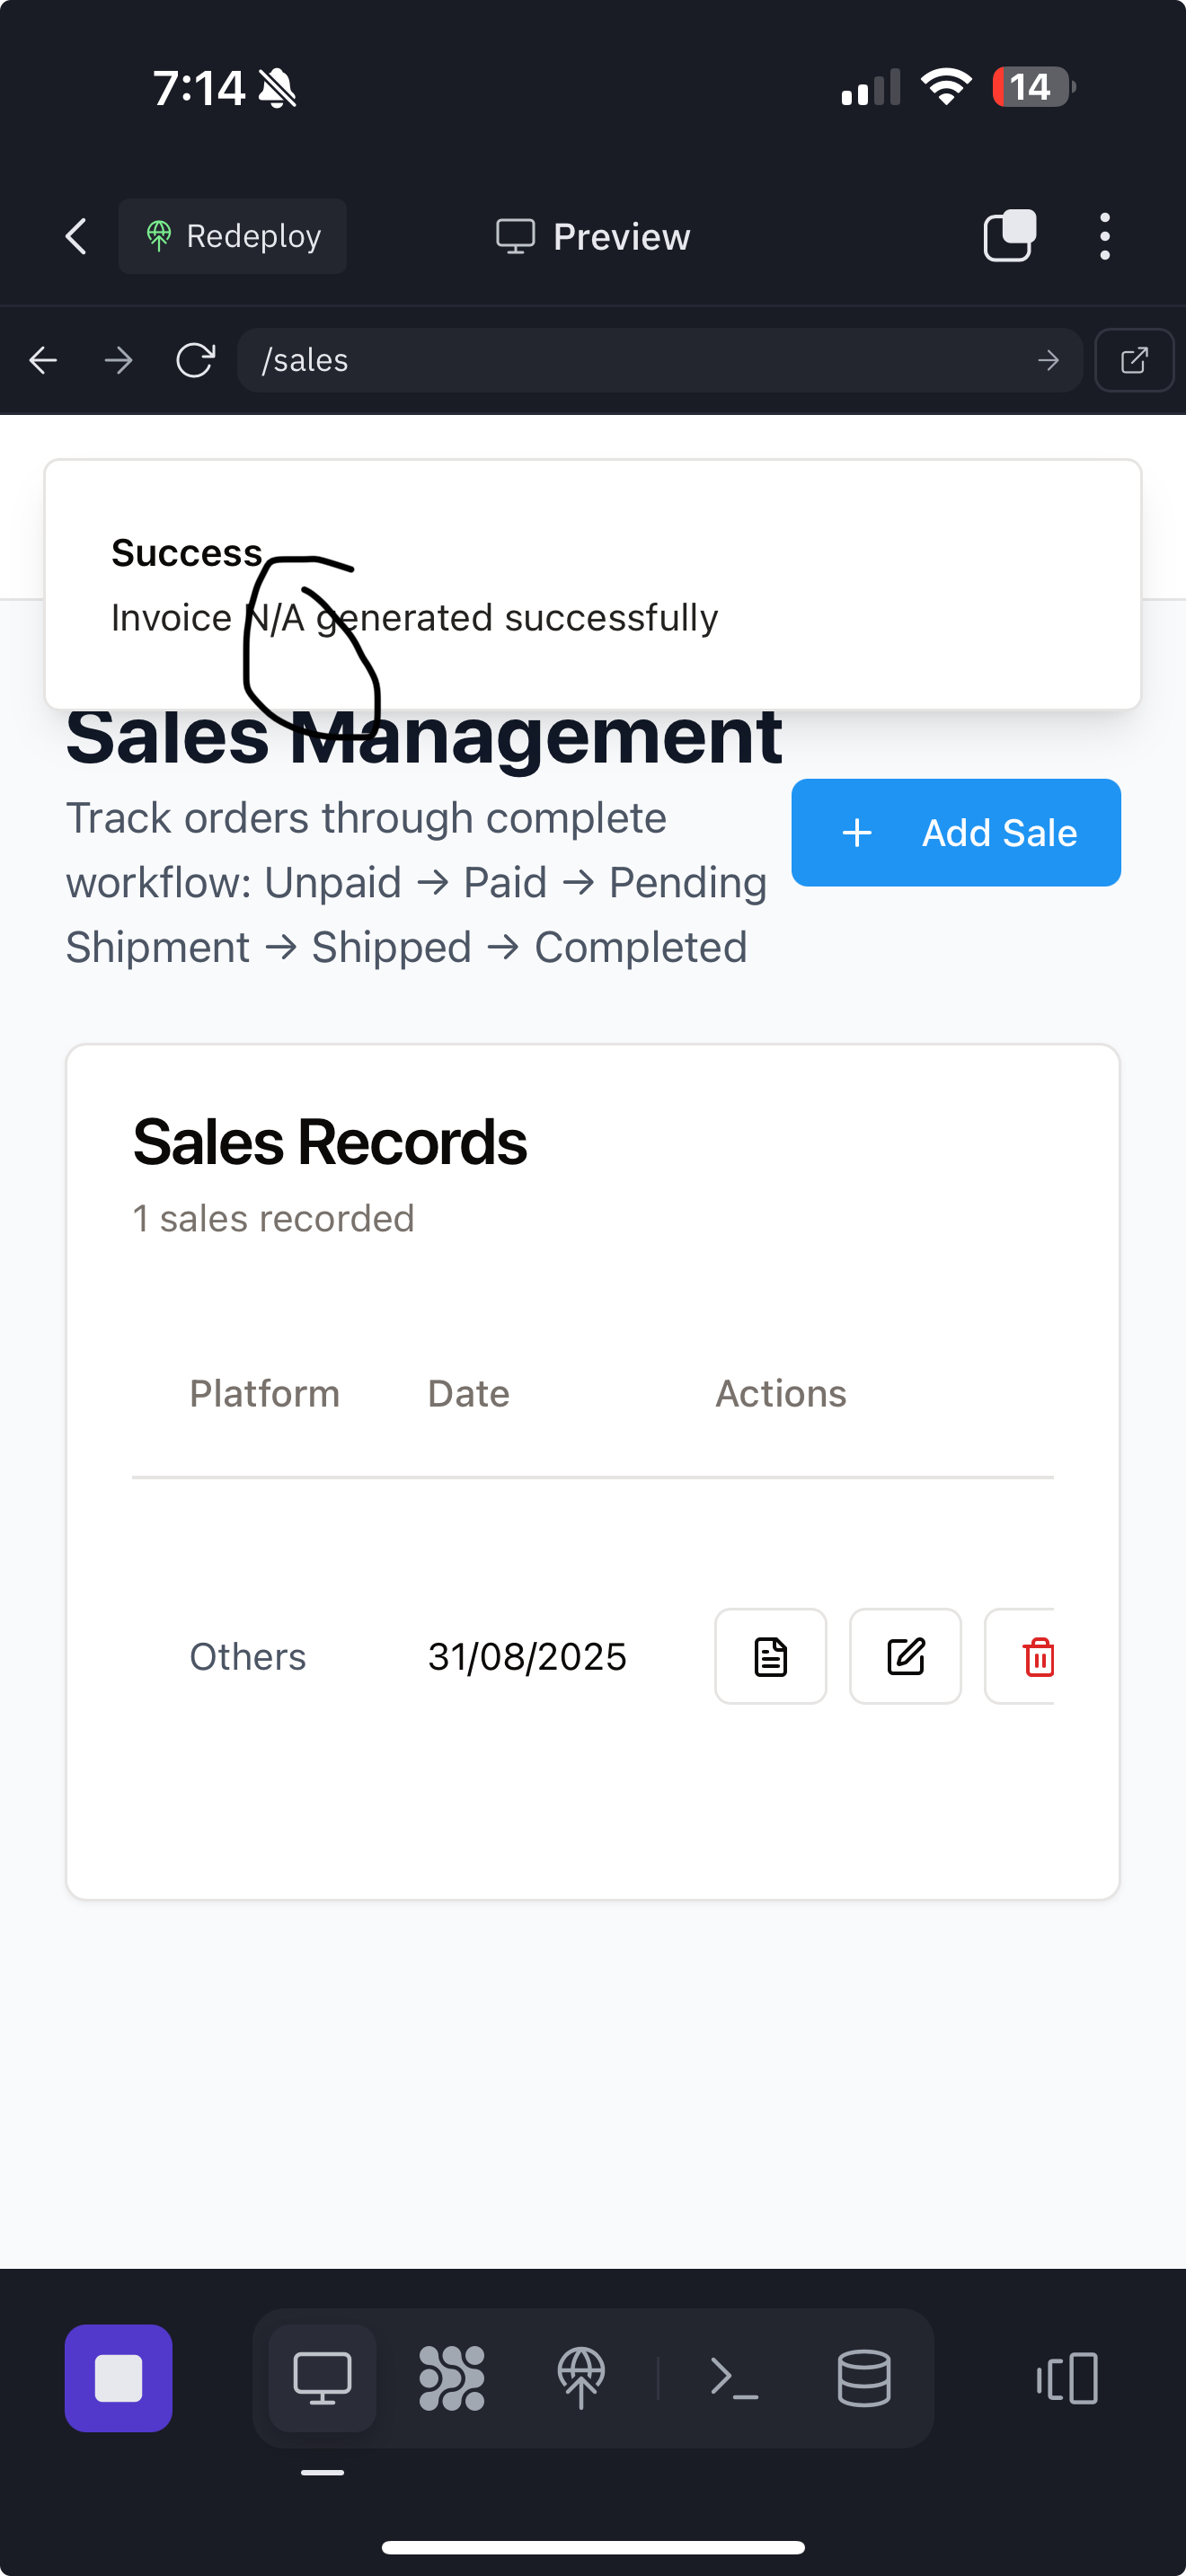 7:14
14
Redeploy
Preview
/sales
Success
Invoice N/A generated successfully
Sales Management
Track orders through complete
workflow: Unpaid → Paid → Pending
Shipment → Shipped → Completed
+ Add Sale
Sales Records
1 sales recorded
Platform Date Actions
Others 31/08/2025